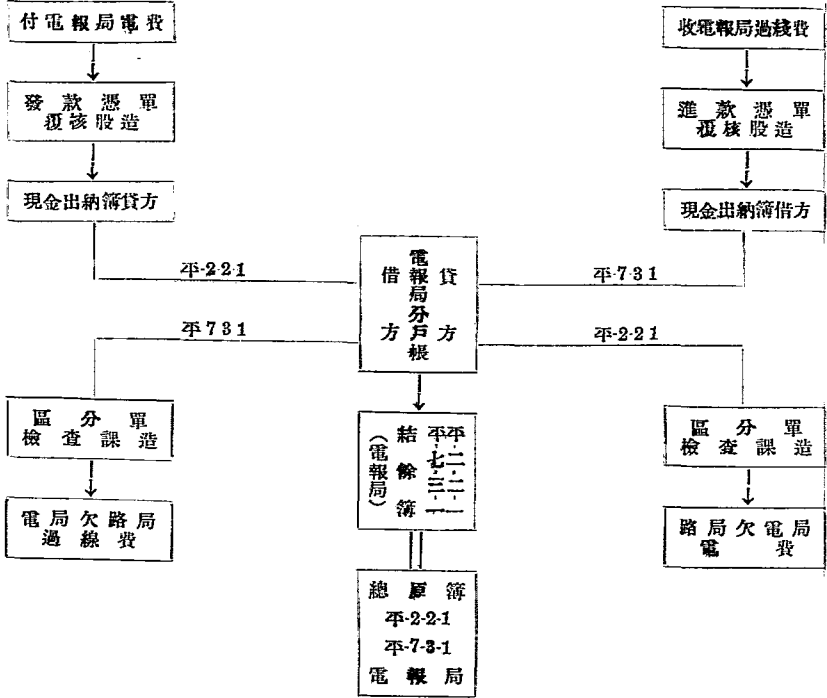 付電報局電費
收電報局過綫費
發款憑單
覆核股造
進款憑單
覆核股造
現金出納簿貸方
現金出納簿借方
平-2-2-1
平-7-3-1
借方
電報局分戶帳
貸方
平7 3 1
平-2-2-1
區分單
檢查課造
平-二-二-一
平-七-三-一
結餘簿
(電報局)
區分單
檢查課造
電局欠路局
過線費
路局欠電局
電費
總原簿
平-2-2-1
平-7-3-1
電報局